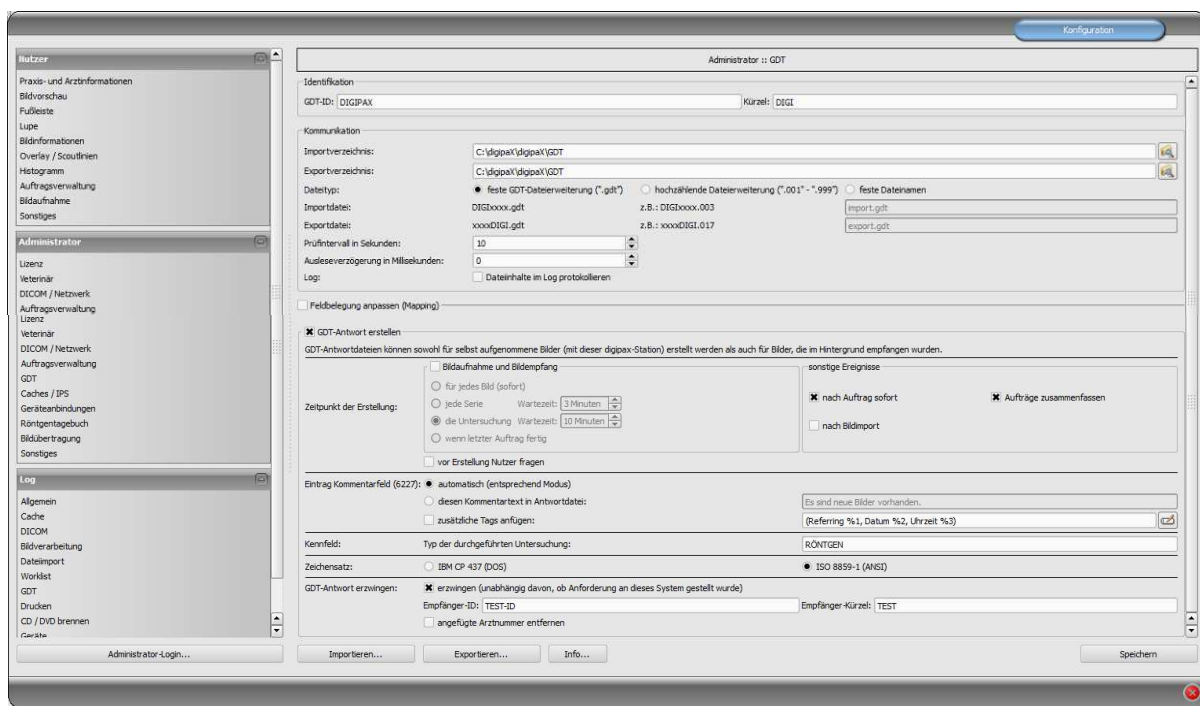 Konfiguration
Nutzer
Praxis- und Arztinformationen
Bildvorschau
Fußleiste
Lupe
Bildinformationen
Overlay / Scoutlinien
Histogramm
Auftragsverwaltung
Bildaufnahme
Sonstiges
Administrator
Lizenz
Veterinär
DICOM / Netzwerk
Auftragsverwaltung
Lizenz
Veterinär
DICOM / Netzwerk
Auftragsverwaltung
GDT
Caches / IPS
Geräteanbindungen
Röntgentagebuch
Bildübertragung
Sonstiges
Log
Allgemein
Cache
DICOM
Bildverarbeitung
Dateiimport
Worklist
GDT
Drucken
CD / DVD brennen
Geräte
Administrator-Login...
Administrator :: GDT
Identifikation
GDT-ID: DIGIPAX Kürzel: DIGI
Kommunikation
Importverzeichnis: C:\digipaX\digipaX\GDT
Exportverzeichnis: C:\digipaX\digipaX\GDT
Dateityp: feste GDT-Dateierweiterung (".gdt") hochzählende Dateierweiterung (".001" - ".999") feste Dateinamen
Importdatei: DIGIxxxx.gdt z.B.: DIGIxxxx.003 import.gdt
Exportdatei: xxxxDIGI.gdt z.B.: xxxxDIGI.017 export.gdt
Prüfintervall in Sekunden: 10
Ausleseverzögerung in Millisekunden: 0
Log: Dateiinhalte im Log protokollieren
Feldbelegung anpassen (Mapping)
GDT-Antwort erstellen
GDT-Antwortdateien können sowohl für selbst aufgenommene Bilder (mit dieser digipax-Station) erstellt werden als auch für Bilder, die im Hintergrund empfangen wurden.
Zeitpunkt der Erstellung:
Bildaufnahme und Bildempfang
für jedes Bild (sofort)
jede Serie Wartezeit: 3 Minuten
die Untersuchung Wartezeit: 10 Minuten
wenn letzter Auftrag fertig
sonstige Ereignisse
nach Auftrag sofort Aufträge zusammenfassen
nach Bildimport
vor Erstellung Nutzer fragen
Eintrag Kommentarfeld (6227): automatisch (entsprechend Modus)
diesen Kommentartext in Antwortdatei: Es sind neue Bilder vorhanden.
zusätzliche Tags anfügen: (Referring %1, Datum %2, Uhrzeit %3)
Kennfeld: Typ der durchgeführten Untersuchung: RÖNTGEN
Zeichensatz: IBM CP 437 (DOS) ISO 8859-1 (ANSI)
GDT-Antwort erzwingen: erzwingen (unabhängig davon, ob Anforderung an dieses System gestellt wurde)
Empfänger-ID: TEST-ID Empfänger-Kürzel: TEST
angefügte Arztnummer entfernen
Importieren... Exportieren... Info... Speichern